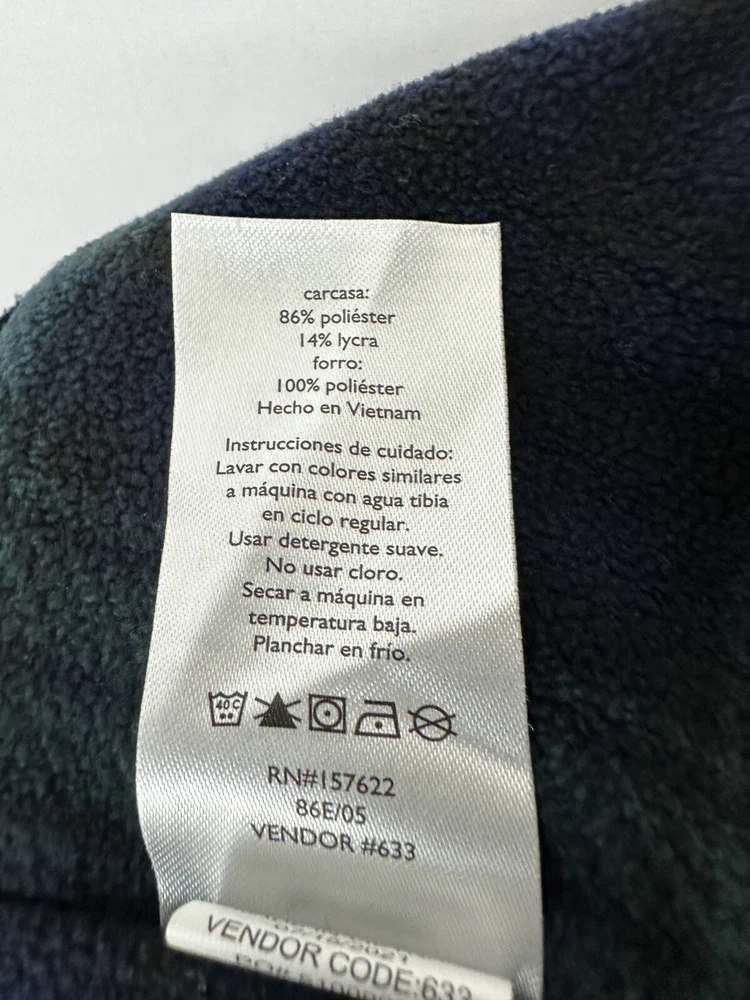 carcasa:
86% poliéster
14% lycra
forro:
100% poliéster
Hecho en Vietnam
Instrucciones de cuidado:
Lavar con colores similares
a máquina con agua tibia
en ciclo regular.
Usar detergente suave.
No usar cloro.
Secar a máquina en
temperatura baja.
Planchar en frío.
40 C
RN#157622
86E/05
VENDOR #633
VENDOR CODE:633